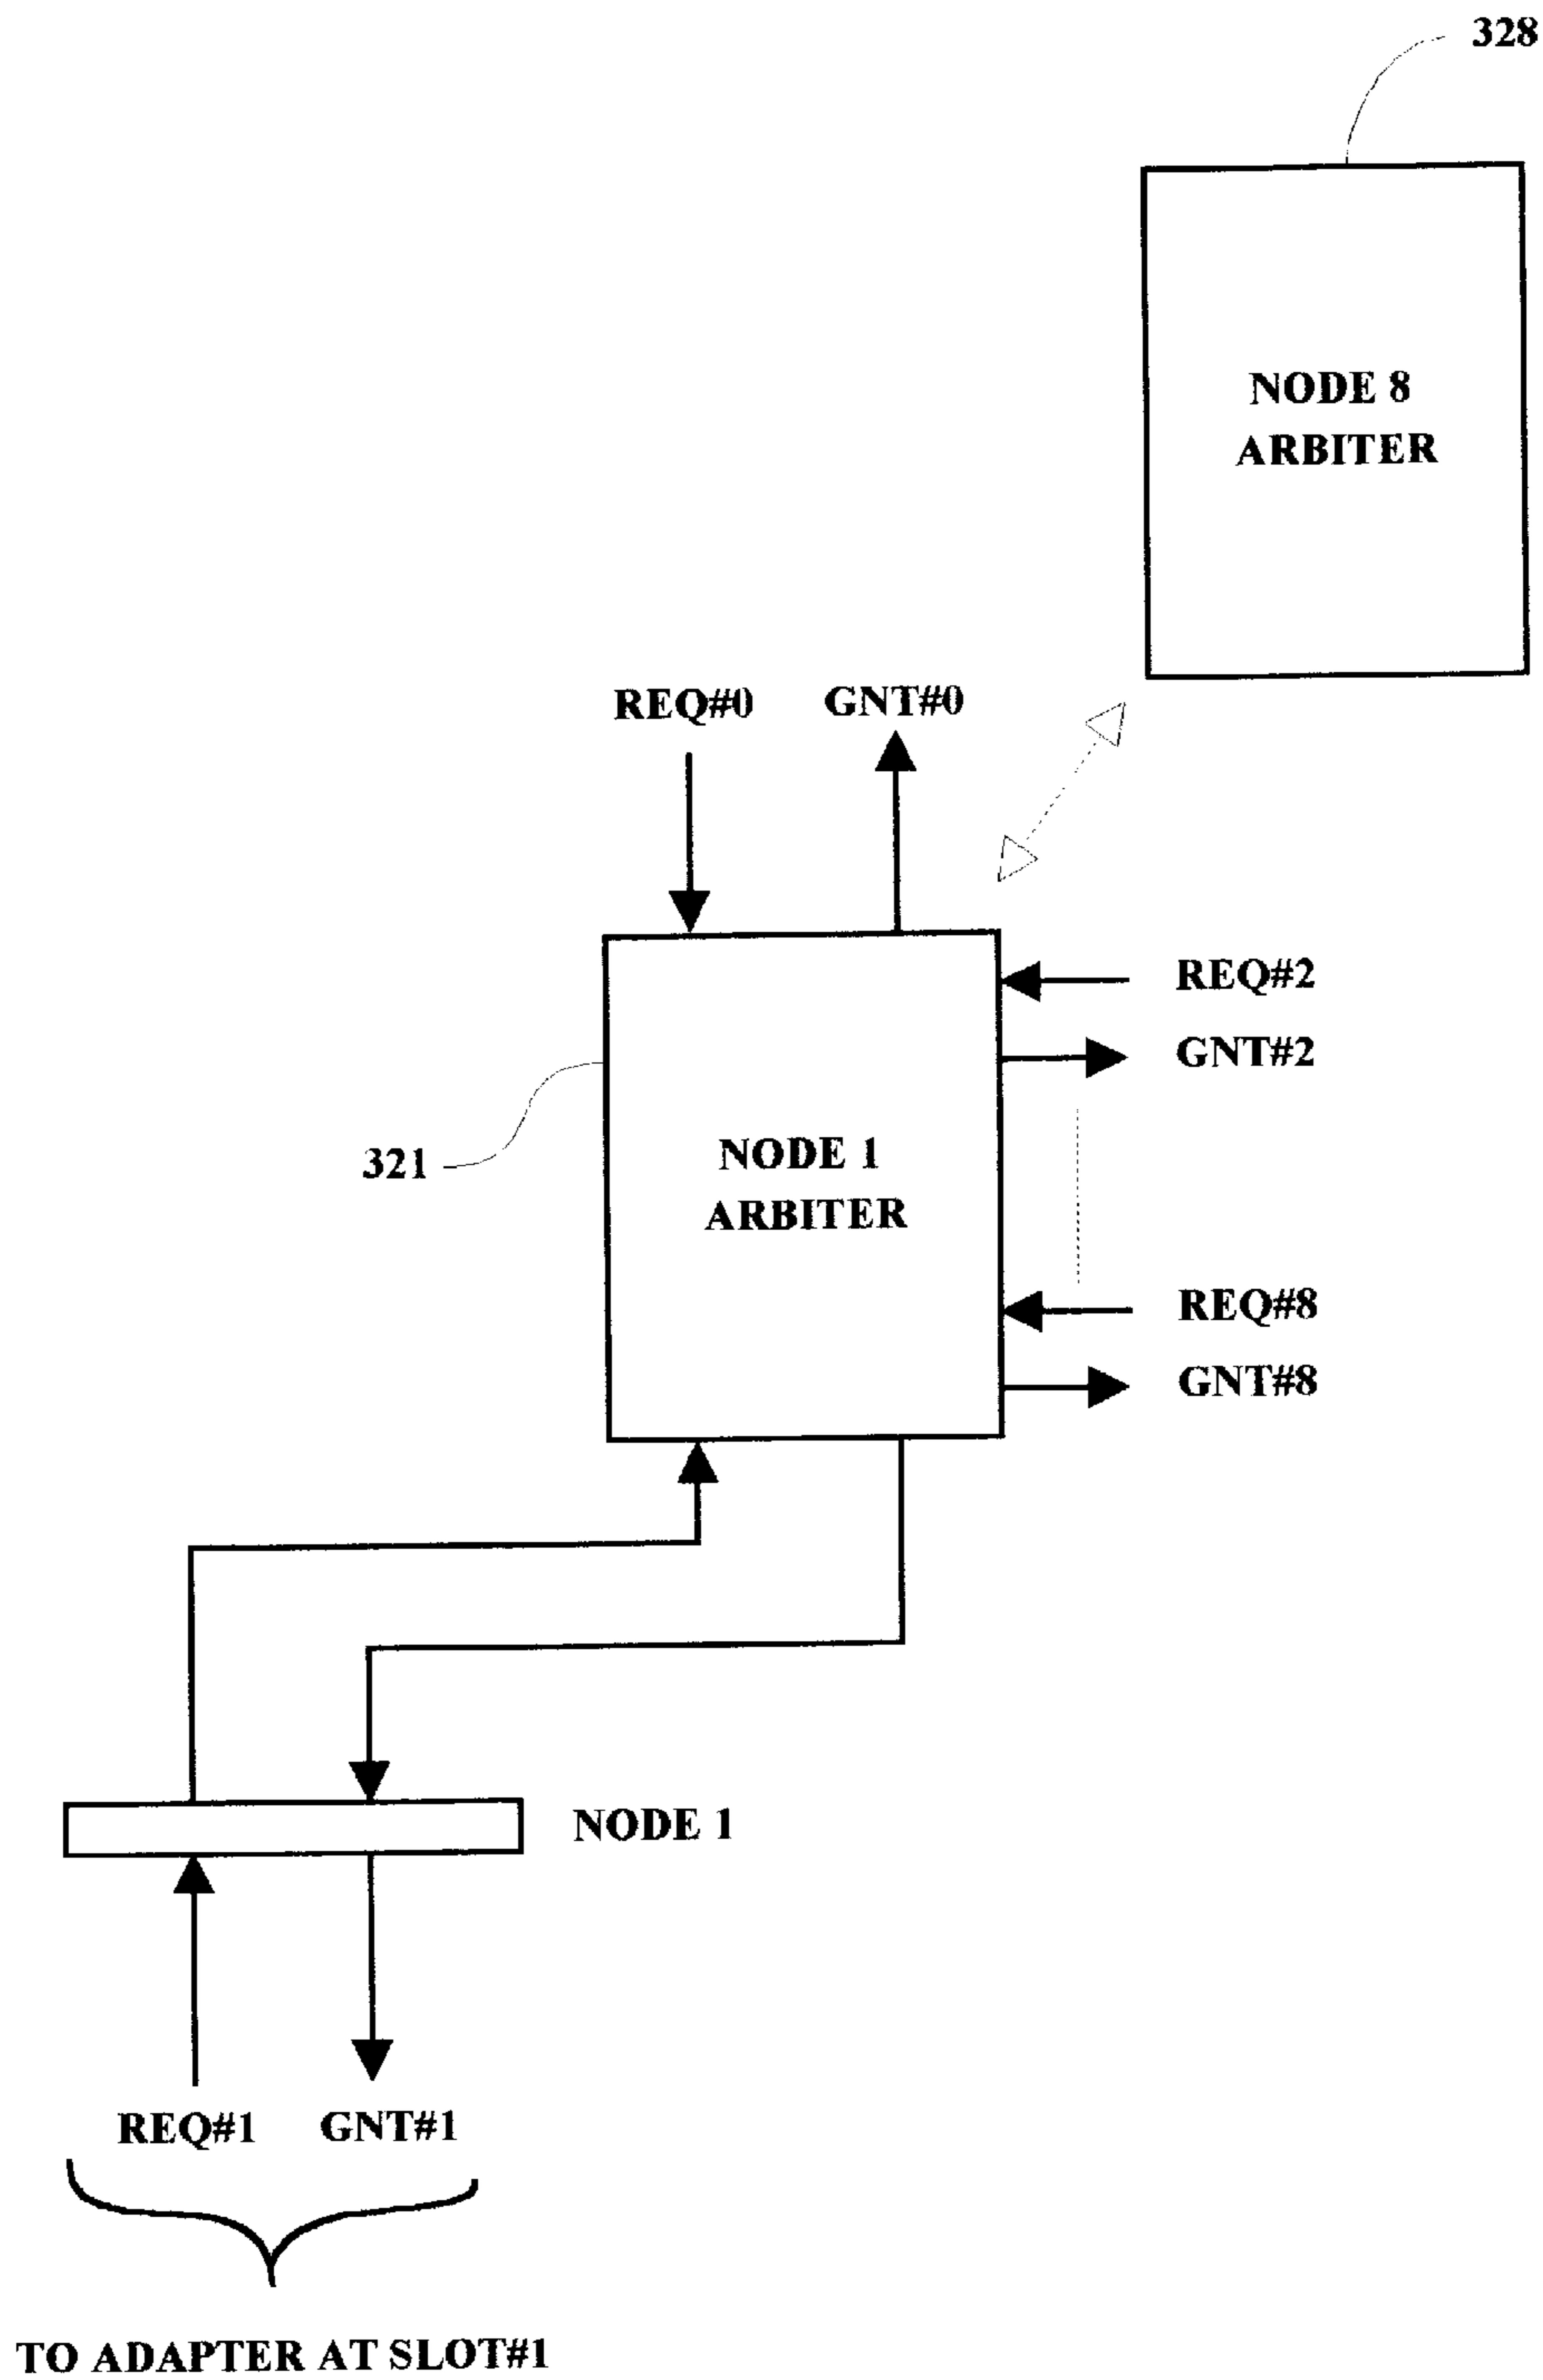 328
NODE 8
ARBITER
REQ#0 GNT#0
REQ#2
GNT#2
321
NODE 1
ARBITER
REQ#8
GNT#8
NODE 1
REQ#1 GNT#1
TO ADAPTER AT SLOT#1